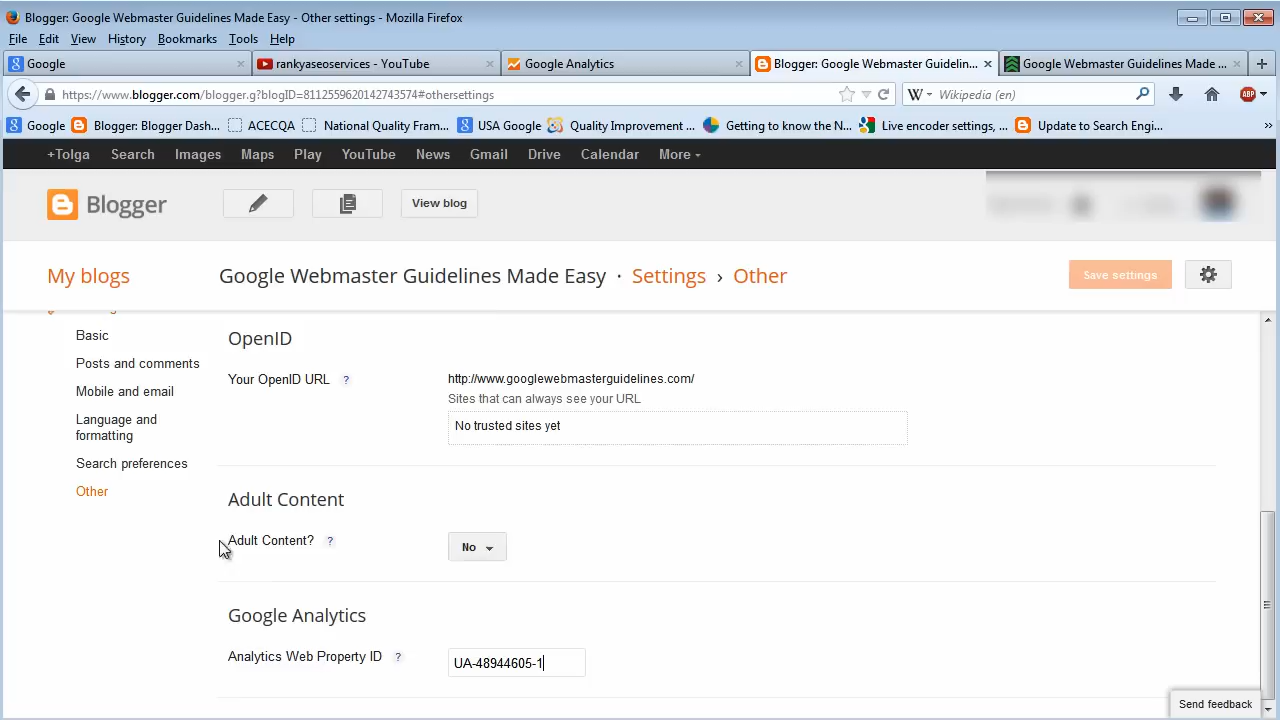 Blogger: Google Webmaster Guidelines Made Easy - Other settings - Mozilla Firefox
File Edit View History Bookmarks Tools Help
Google
rankyaseoservices - YouTube
Google Analytics
Blogger: Google Webmaster Guidelin...
Google Webmaster Guidelines Made ...
https://www.blogger.com/blogger.g?blogID=8112559620142743574#othersettings
Wikipedia (en)
ABP
Google Blogger: Blogger Dash... ACECQA National Quality Fram... USA Google Quality Improvement ... Getting to know the N... Live encoder settings, ... Update to Search Engi... »
+Tolga Search Images Maps Play YouTube News Gmail Drive Calendar More
Blogger
View blog
My blogs
Google Webmaster Guidelines Made Easy · Settings › Other
Save settings
Basic
Posts and comments
Mobile and email
Language and
formatting
Search preferences
Other
OpenID
Your OpenID URL ?
http://www.googlewebmasterguidelines.com/
Sites that can always see your URL
No trusted sites yet
Adult Content
Adult Content? ?
No
Google Analytics
Analytics Web Property ID ?
UA-48944605-1
Send feedback